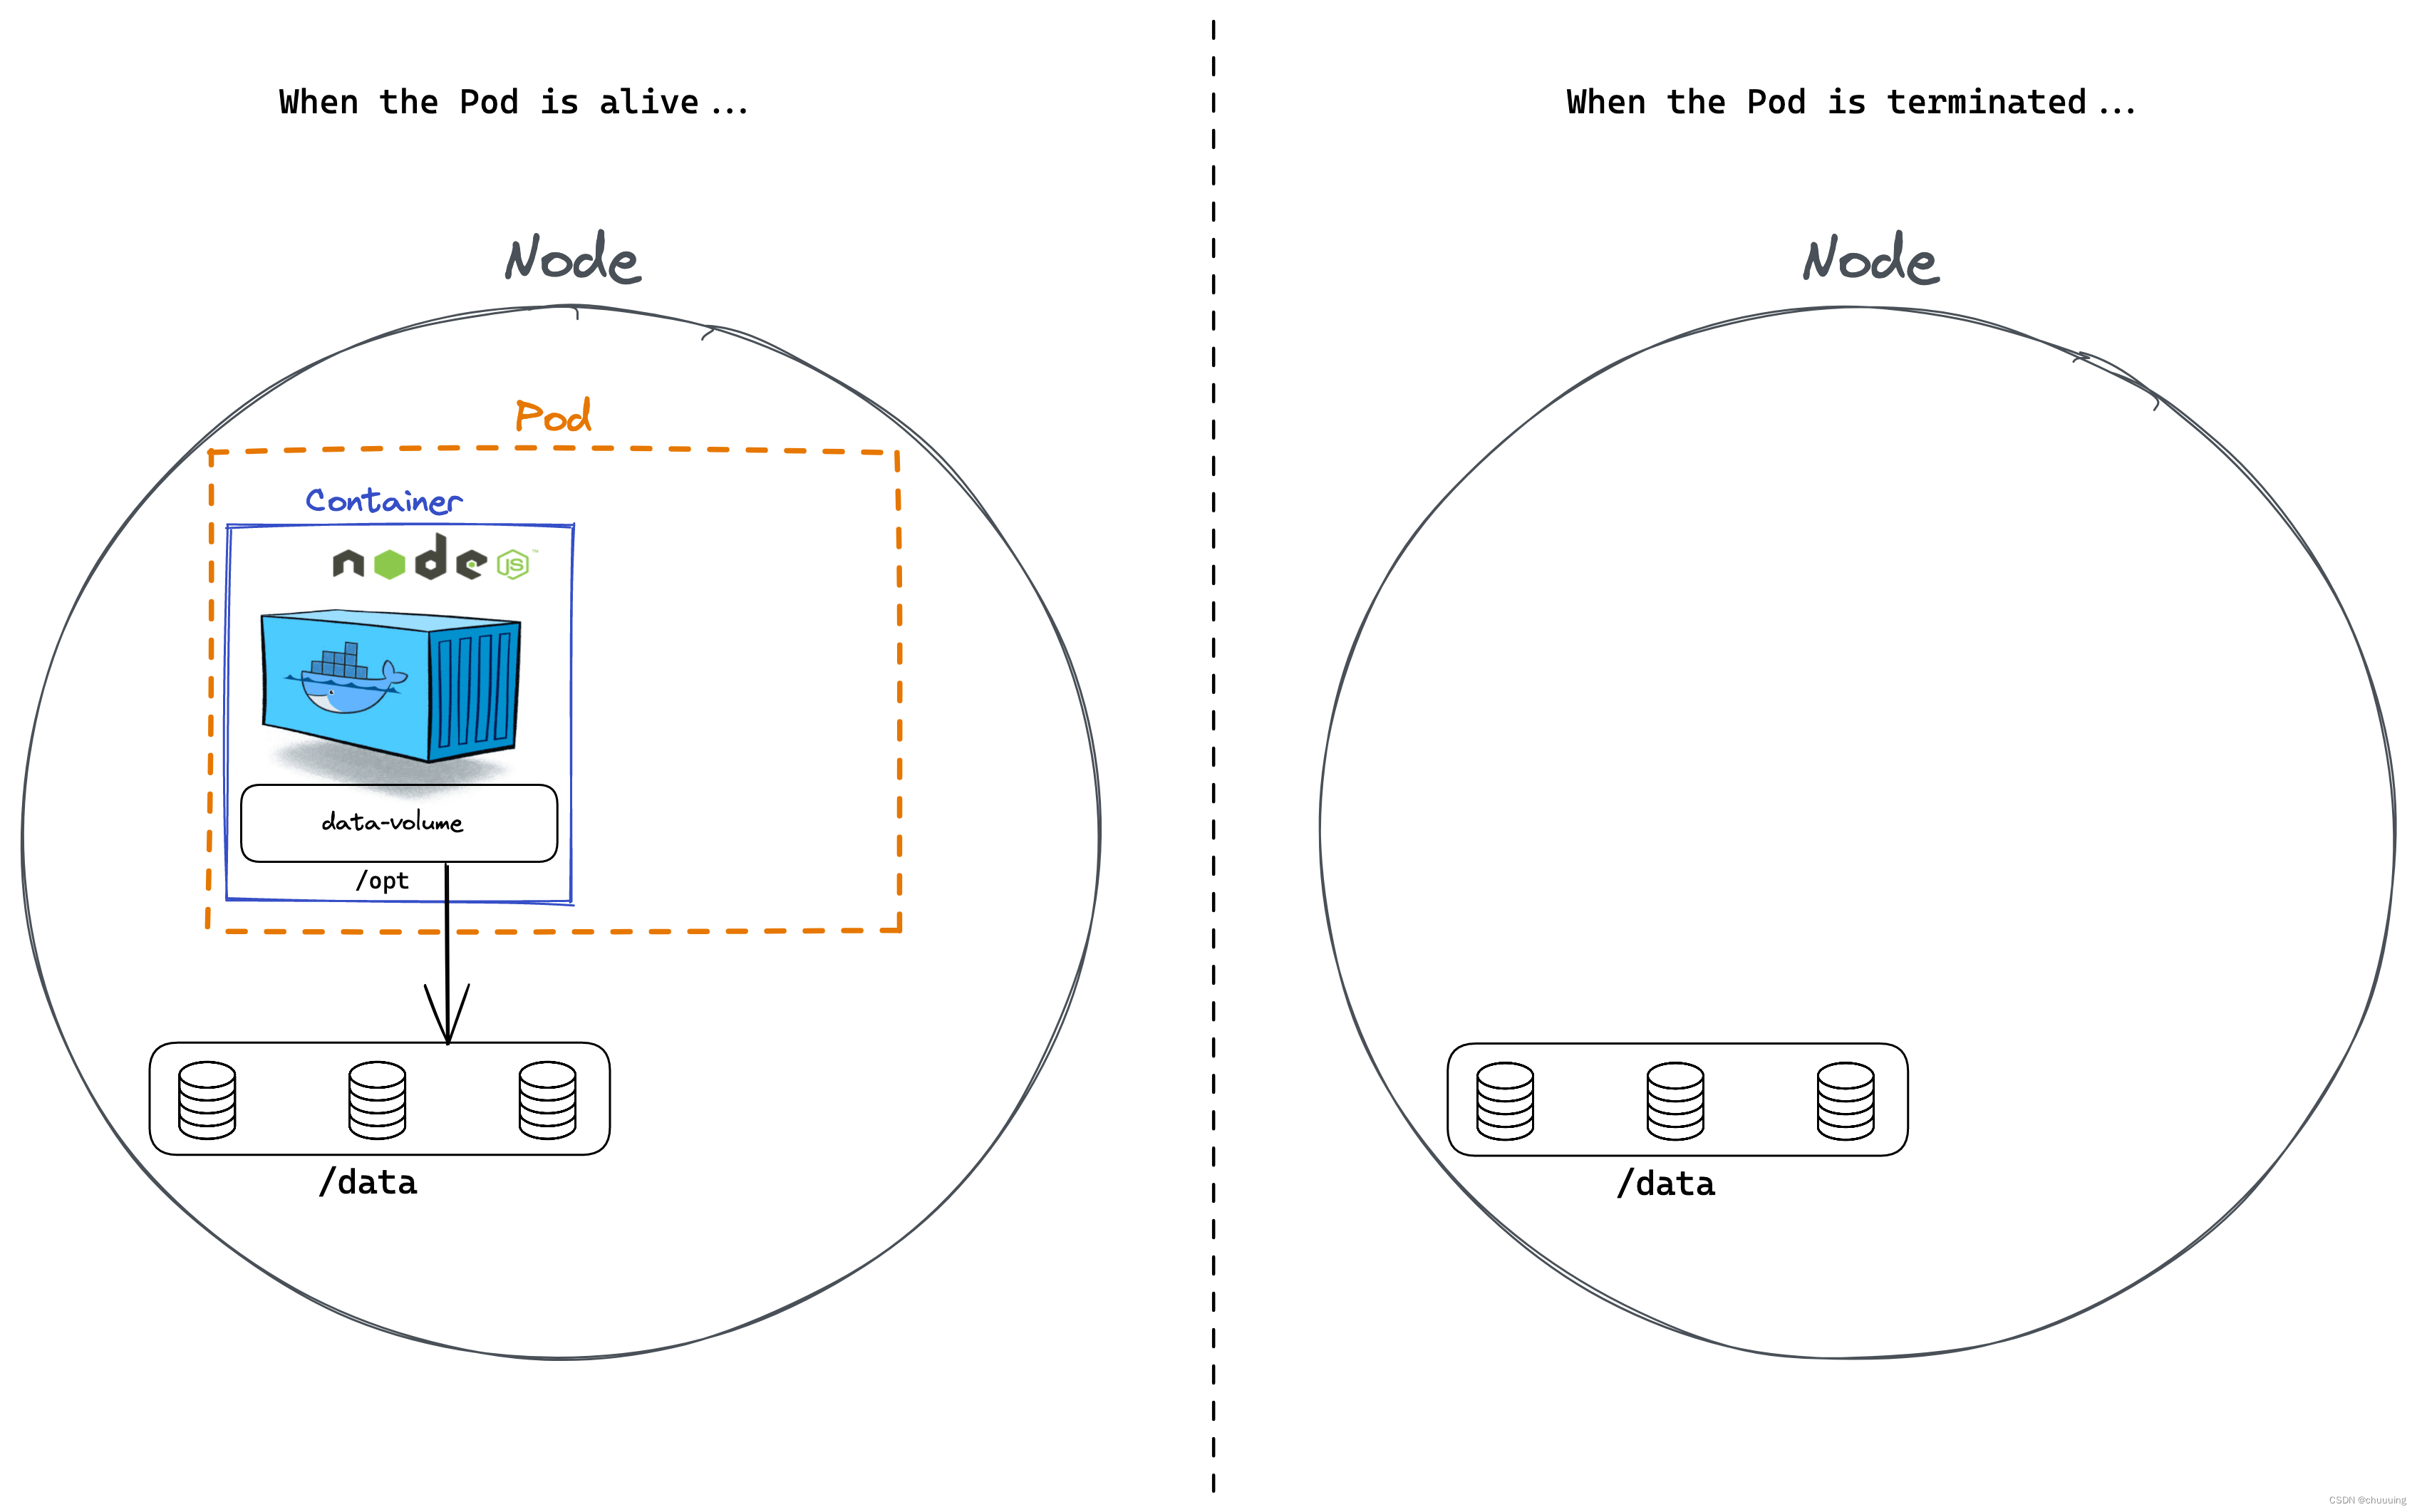 When the Pod is alive...
Node
Pod
Container
node JS™
data-volume
/opt
/data
When the Pod is terminated...
Node
/data
CSDN @chuuuing